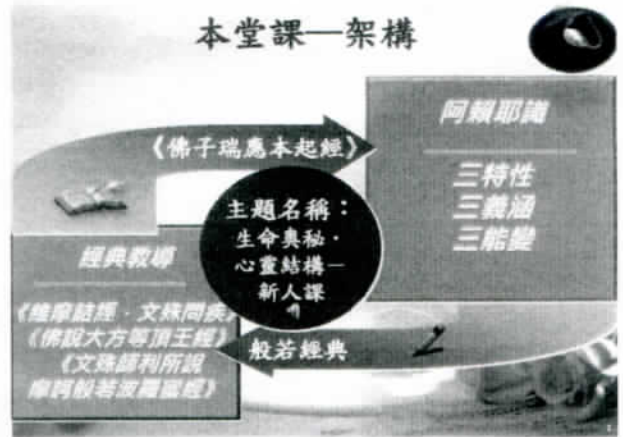 本堂課—架構
《佛子瑞應本起經》
阿賴耶識
三特性
三義涵
三能變
主題名稱：
生命奧秘·
心靈結構—
新人課
經典教導
《維摩詰經·文殊問疾》
《佛說大方等頂王經》
《文殊師利所說
摩訶般若波羅蜜經》
般若經典